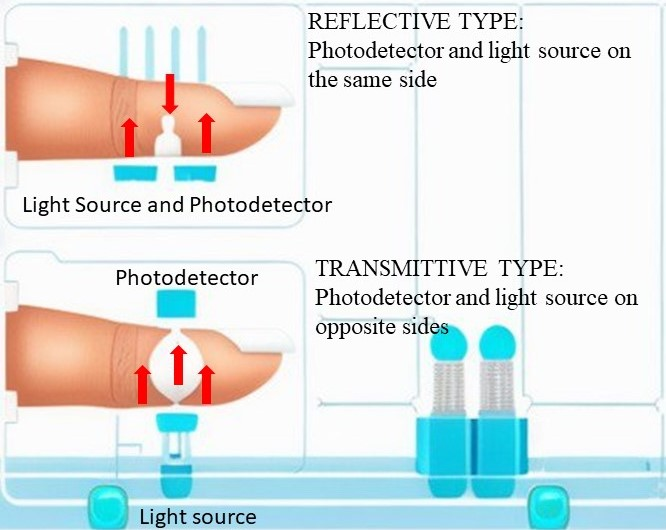 REFLECTIVE TYPE:
Photodetector and light source on
the same side
Light Source and Photodetector
TRANSMITTIVE TYPE:
Photodetector and light source on
opposite sides
Photodetector
Light source